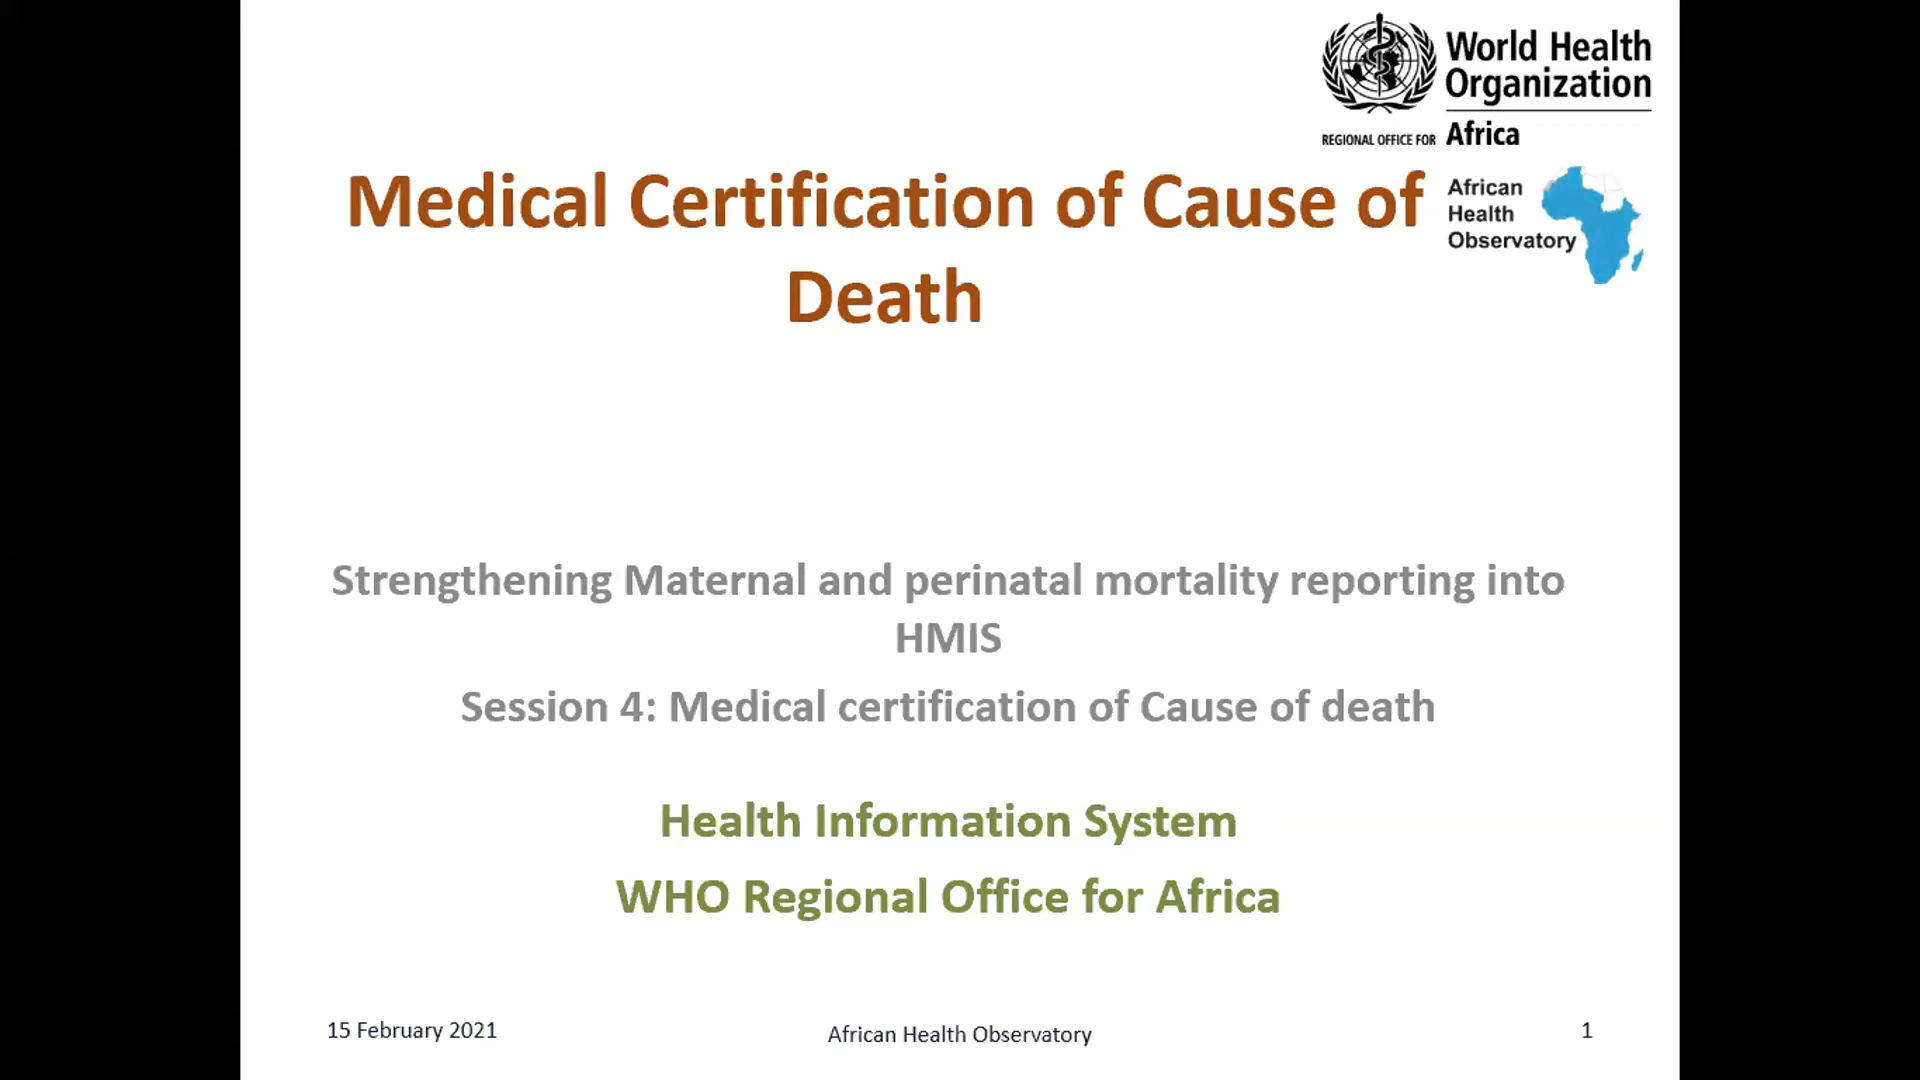 World Health
Organization
REGIONAL OFFICE FOR Africa
Medical Certification of Cause of
Death
African
Health
Observatory
Strengthening Maternal and perinatal mortality reporting into
HMIS
Session 4: Medical certification of Cause of death
Health Information System
WHO Regional Office for Africa
15 February 2021
African Health Observatory
1